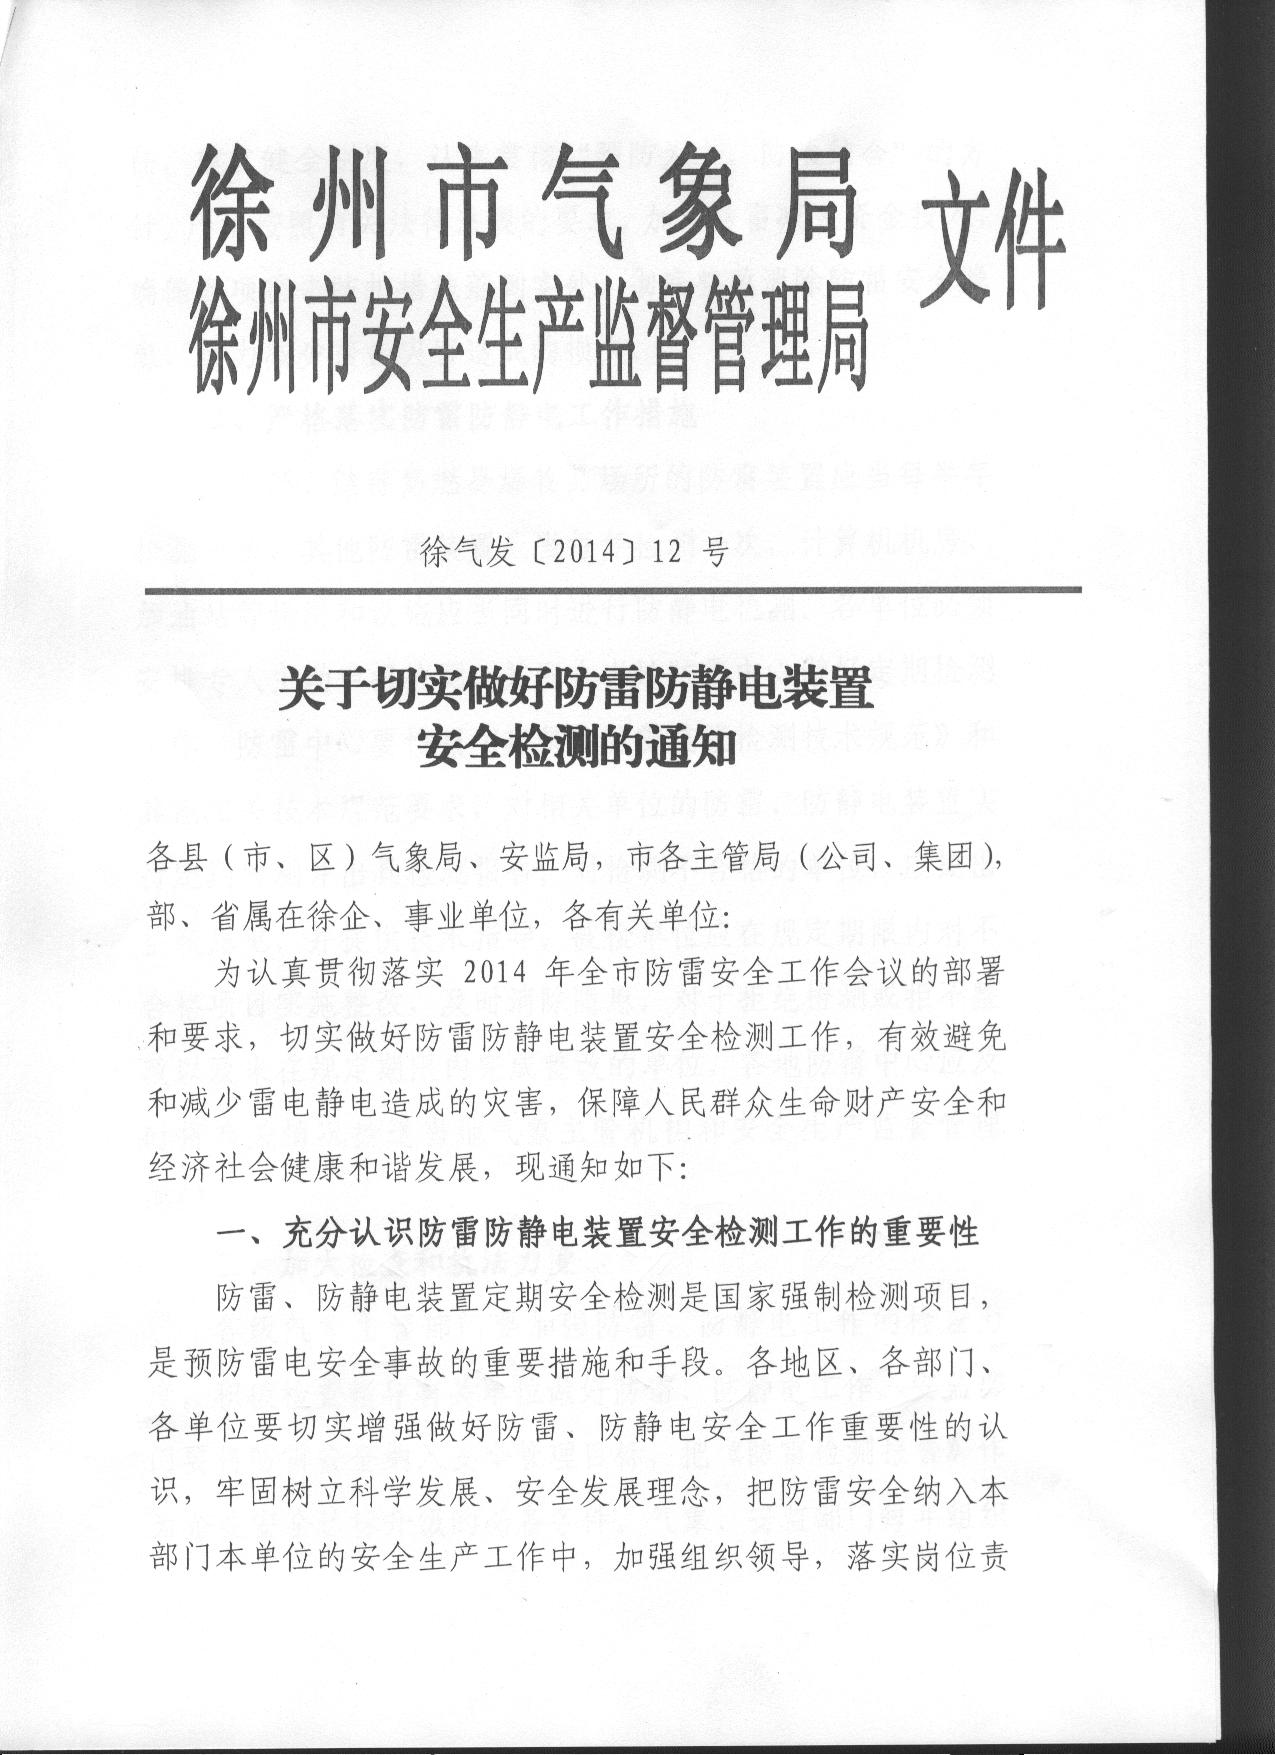 徐州市气象局
徐州市安全生产监督管理局
文件
徐气发〔2014〕12 号
关于切实做好防雷防静电装置
安全检测的通知
各县（市、区）气象局、安监局，市各主管局（公司、集团），
部、省属在徐企、事业单位，各有关单位：
为认真贯彻落实 2014 年全市防雷安全工作会议的部署
和要求，切实做好防雷防静电装置安全检测工作，有效避免
和减少雷电静电造成的灾害，保障人民群众生命财产安全和
经济社会健康和谐发展，现通知如下：
一、充分认识防雷防静电装置安全检测工作的重要性
防雷、防静电装置定期安全检测是国家强制检测项目，
是预防雷电安全事故的重要措施和手段。各地区、各部门、
各单位要切实增强做好防雷、防静电安全工作重要性的认
识，牢固树立科学发展、安全发展理念，把防雷安全纳入本
部门本单位的安全生产工作中，加强组织领导，落实岗位责